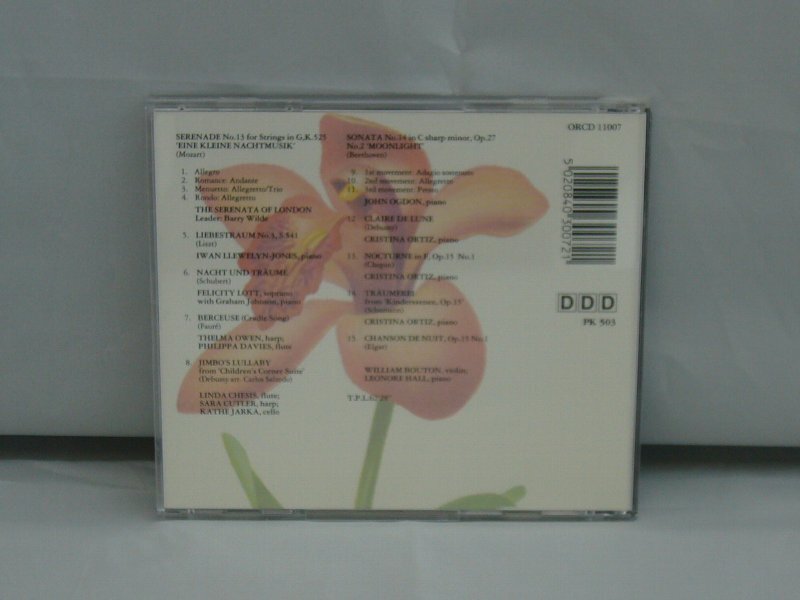 SERENADE No.13 for Strings in G,K.525
'EINE KLEINE NACHTMUSIK'
(Mozart)
1. Allegro
2. Romance: Andante
3. Menuetto: Allegretto/Trio
4. Rondo: Allegretto
THE SERENATA OF LONDON
Leader: Barry Wilde
5. LIEBESTRAUM No.3, S 541
(Liszt)
IWAN LLEWELYN-JONES, piano
6. NACHT UND TRÄUME
(Schubert)
FELICITY LOTT, soprano
with Graham Johnson, piano
7. BERCEUSE (Cradle Song)
(Fauré)
THELMA OWEN, harp;
PHILIPPA DAVIES, flute
8. JIMBO'S LULLABY
from 'Children's Corner Suite'
(Debussy arr. Carlos Salzedo)
LINDA CHESIS, flute;
SARA CUTLER, harp;
KATHE JARKA, cello
SONATA No.14 in C sharp minor, Op.27
No.2 'MOONLIGHT'
(Beethoven)
9. 1st movement: Adagio sostenuto
10. 2nd movement: Allegretto
11. 3rd movement: Presto
JOHN OGDON, piano
12. CLAIRE DE LUNE
(Debussy)
CRISTINA ORTIZ, piano
13. NOCTURNE in F, Op.15 No.1
(Chopin)
CRISTINA ORTIZ, piano
14. TRÄUMEREI
from 'Kinderszenen, Op.15'
(Schumann)
CRISTINA ORTIZ, piano
15. CHANSON DE NUIT, Op.15 No.1
(Elgar)
WILLIAM BOUTON, violin;
LEONORE HALL, piano
T.P.L.
ORCD 11007
5 020840 300721
DDD
PK 503